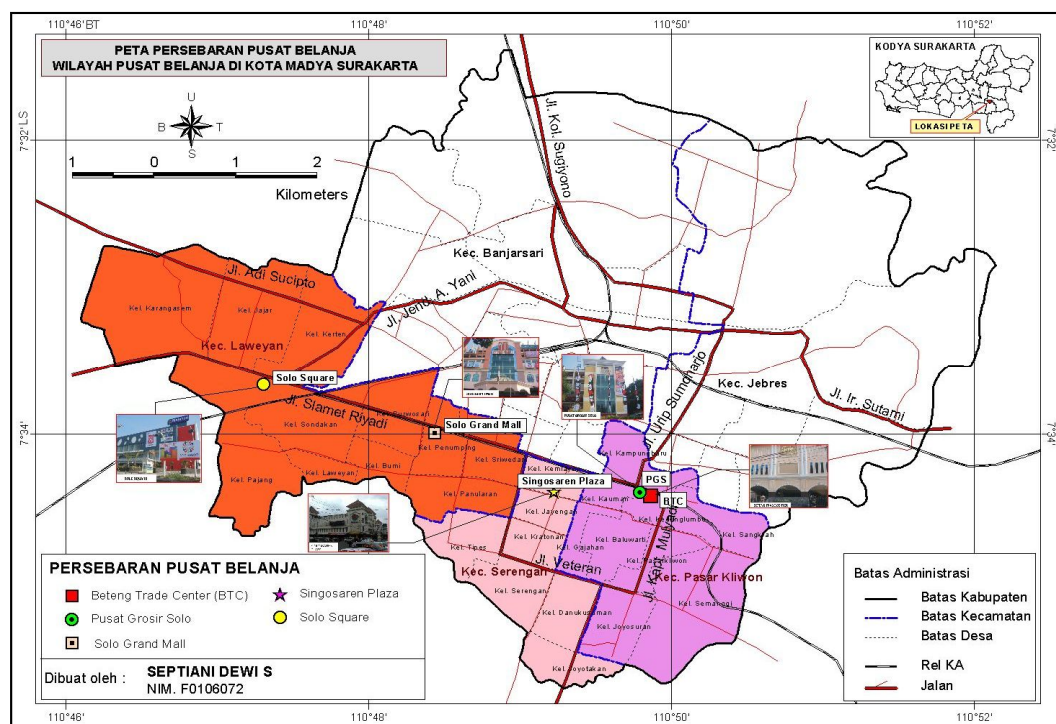 110°46' BT
110°48'
110°50'
110°52'
PETA PERSEBARAN PUSAT BELANJA
WILAYAH PUSAT BELANJA DI KOTA MADYA SURAKARTA
KODYA SURAKARTA
LOKASI PETA
U
B
T
S
1 0 1 2
Kilometers
7°32' LS
7°32'
7°34'
7°34'
Jl. Kol. Sugiyono
Kec. Banjarsari
Jl. Adi Sucipto
Jl. Jend. A. Yani
Kel. Karangasem
Kel. Jajar
Kel. Kerten
Kec. Laweyan
Solo Square
Jl. Slamet Riyadi
Kel. Sondakan
Solo Grand Mall
Kel. Penumping
Kel. Sriwedari
Kel. Bumi
Kel. Laweyan
Kel. Pajang
Kel. Panularan
Kec. Jebres
Jl. Urip Sumoharjo
Jl. Ir. Sutami
Kel. Kampungbaru
Singosaren Plaza
PGS
BTC
Kel. Kauman
Kel. Jayengan
Kel. Kratonan
Kel. Gajahan
Kel. Baluwarti
Kel. Sangkrah
Kel. Tipes
Jl. Veteran
Kec. Serengan
Kec. Pasar Kliwon
Kel. Serengan
Kel. Danukusuman
Kel. Joyosuran
Kel. Semanggi
Kel. Joyotakan
PERSEBARAN PUSAT BELANJA
Beteng Trade Center (BTC)
Singosaren Plaza
Pusat Grosir Solo
Solo Square
Solo Grand Mall
Dibuat oleh :
SEPTIANI DEWI S
NIM. F0106072
Batas Administrasi
Batas Kabupaten
Batas Kecamatan
Batas Desa
Rel KA
Jalan
110°46'
110°48'
110°50'
110°52'